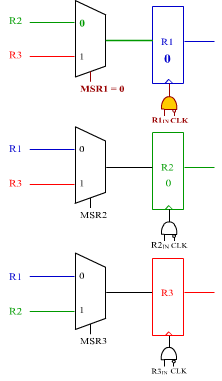 R2 0 R1
R3 1 0
MSR1 = 0
R1IN CLK
R1 0 R2
R3 1 0
MSR2
R2IN CLK
R1 0 R3
R2 1
MSR3
R3IN CLK